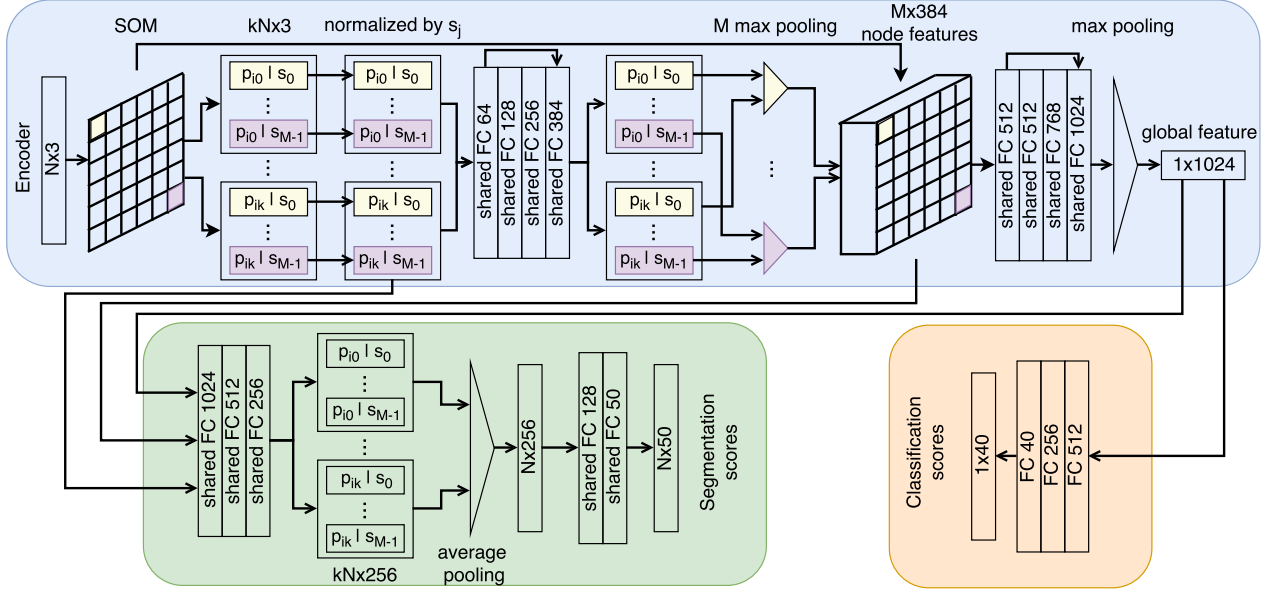 SOM
kNx3
normalized by sj
M max pooling
Mx384
node features
max pooling
Encoder
Nx3
pi0 | s0
⋮
pi0 | sM-1
⋮
pik | s0
⋮
pik | sM-1
pi0 | s0
⋮
pi0 | sM-1
⋮
pik | s0
⋮
pik | sM-1
shared FC 64
shared FC 128
shared FC 256
shared FC 384
pi0 | s0
⋮
pi0 | sM-1
⋮
pik | s0
⋮
pik | sM-1
⋮
shared FC 512
shared FC 512
shared FC 768
shared FC 1024
global feature
1x1024
shared FC 1024
shared FC 512
shared FC 256
pi0 | s0
⋮
pi0 | sM-1
⋮
pik | s0
⋮
pik | sM-1
kNx256
average
pooling
Nx256
shared FC 128
shared FC 50
Nx50
Segmentation
scores
Classification
scores
1x40
FC 40
FC 256
FC 512